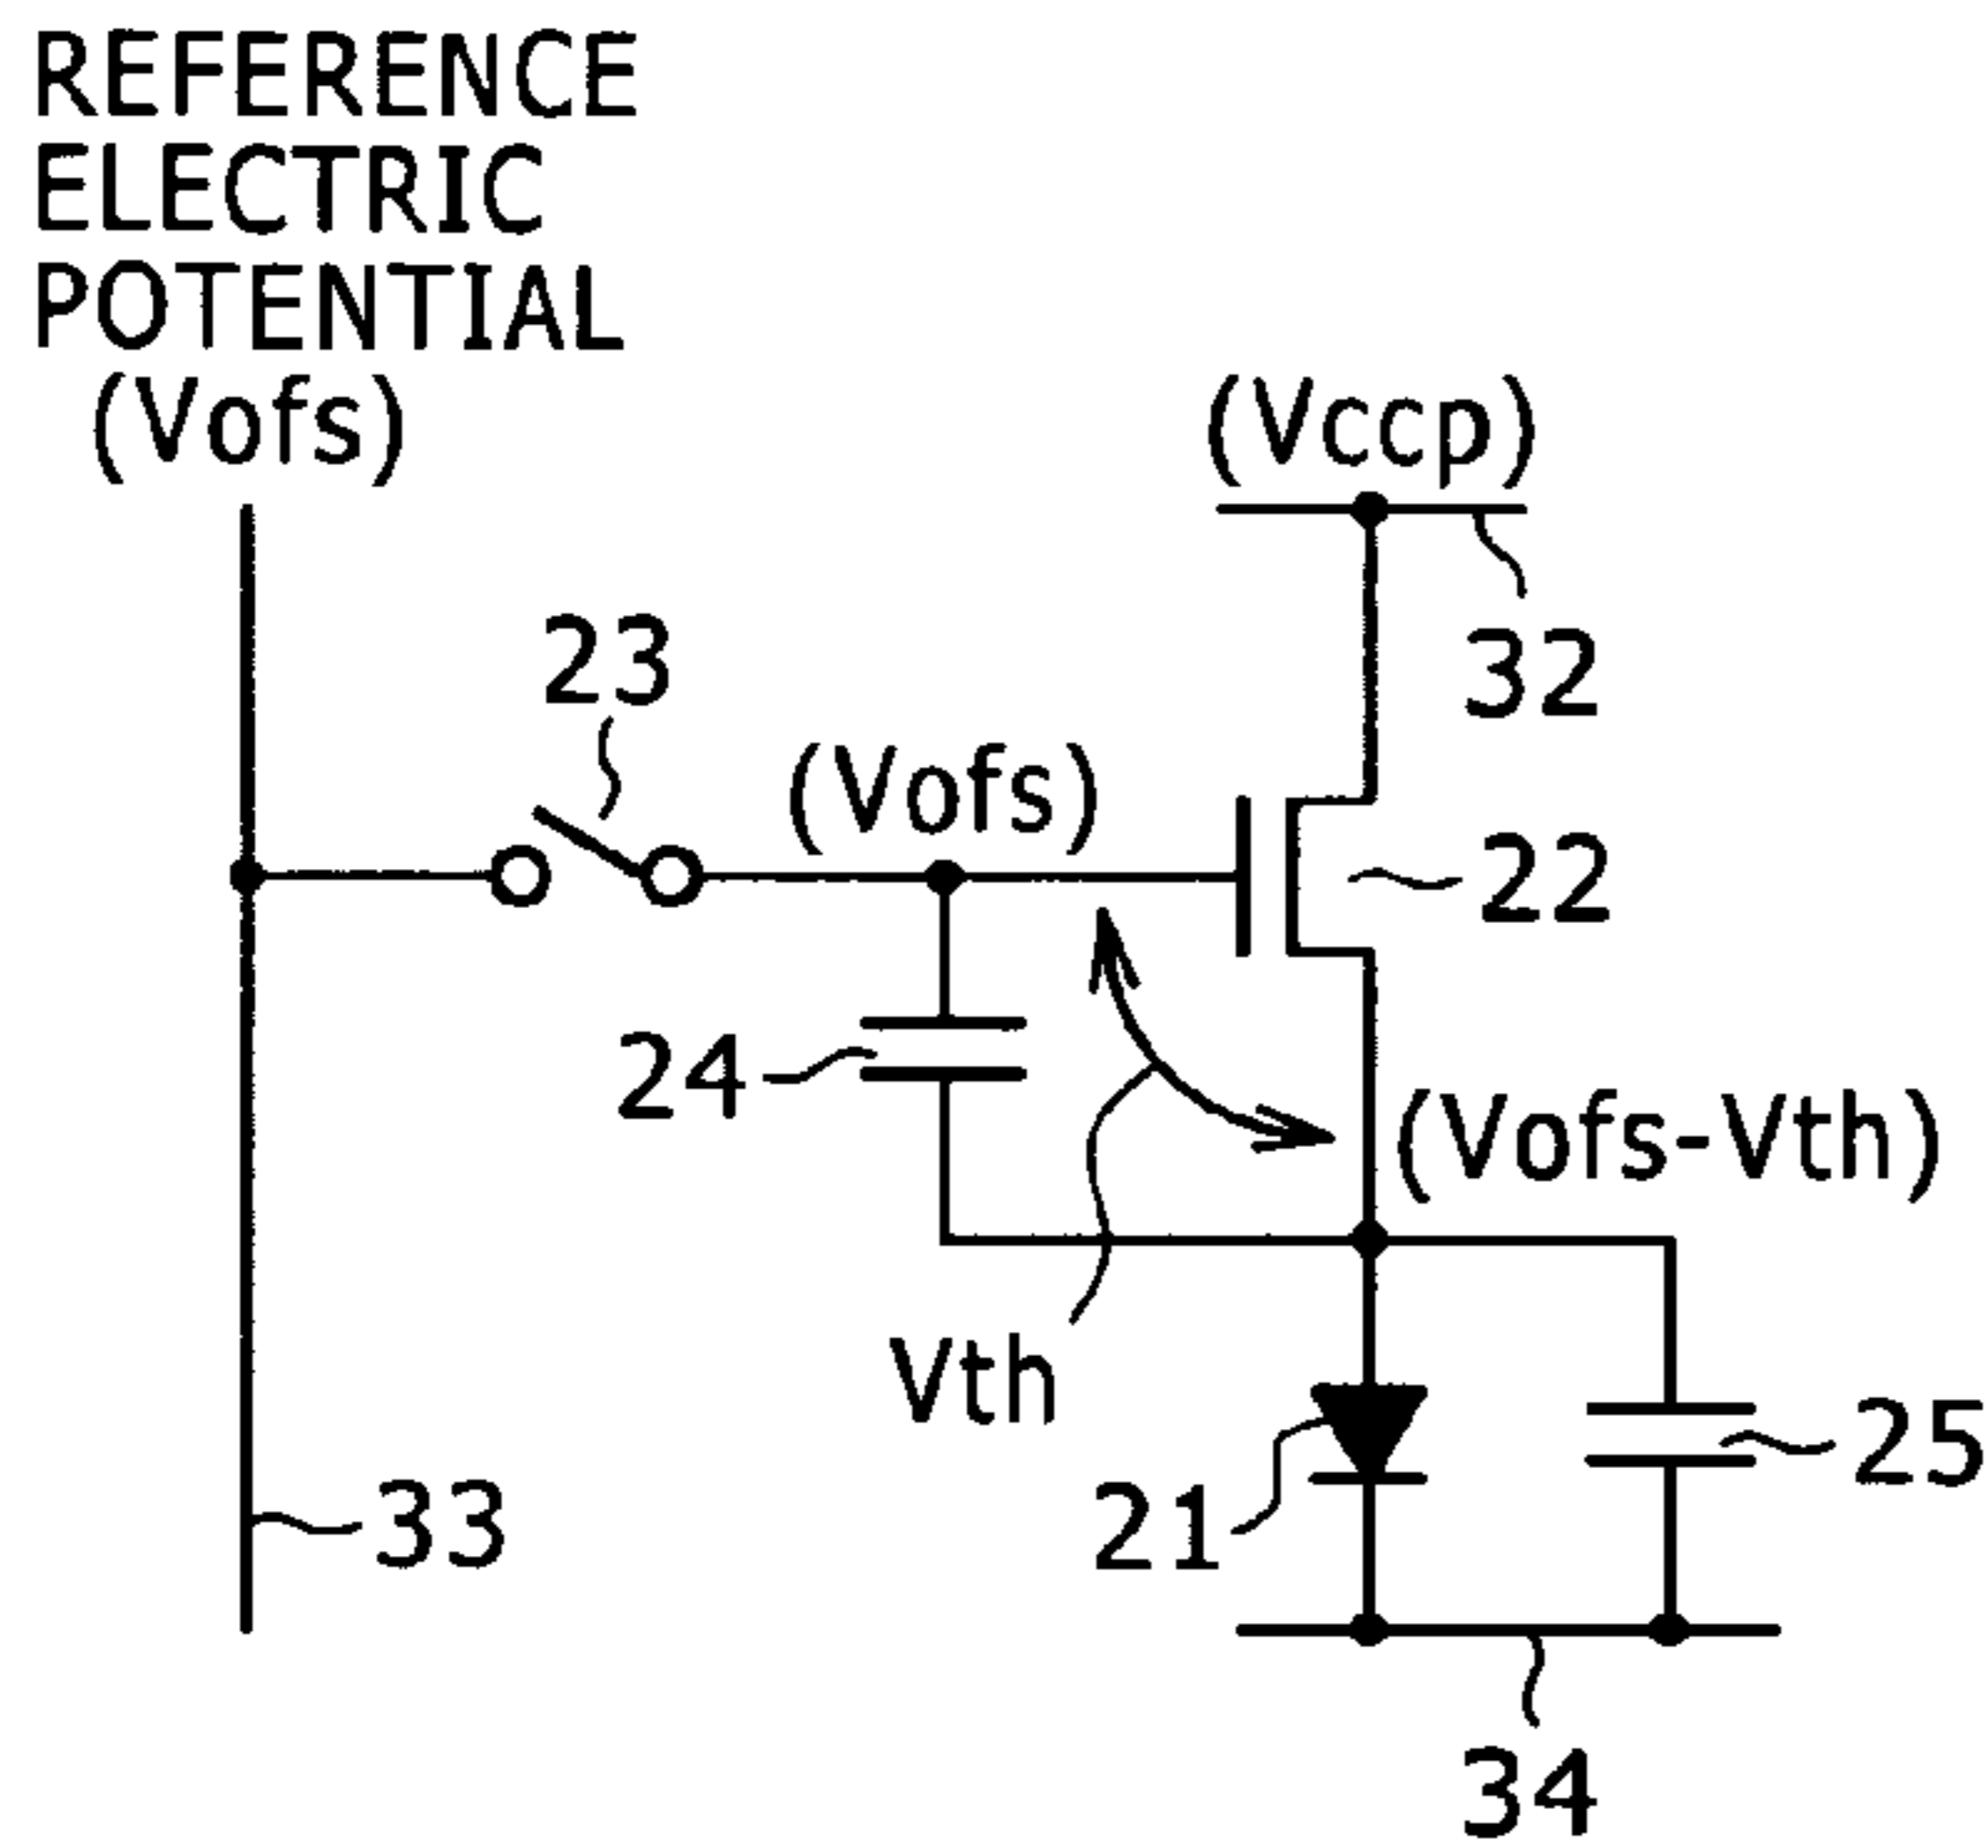 REFERENCE
ELECTRIC
POTENTIAL
(Vofs)
(Vccp)
32
23
(Vofs)
22
24
(Vofs-Vth)
Vth
21
25
33
34